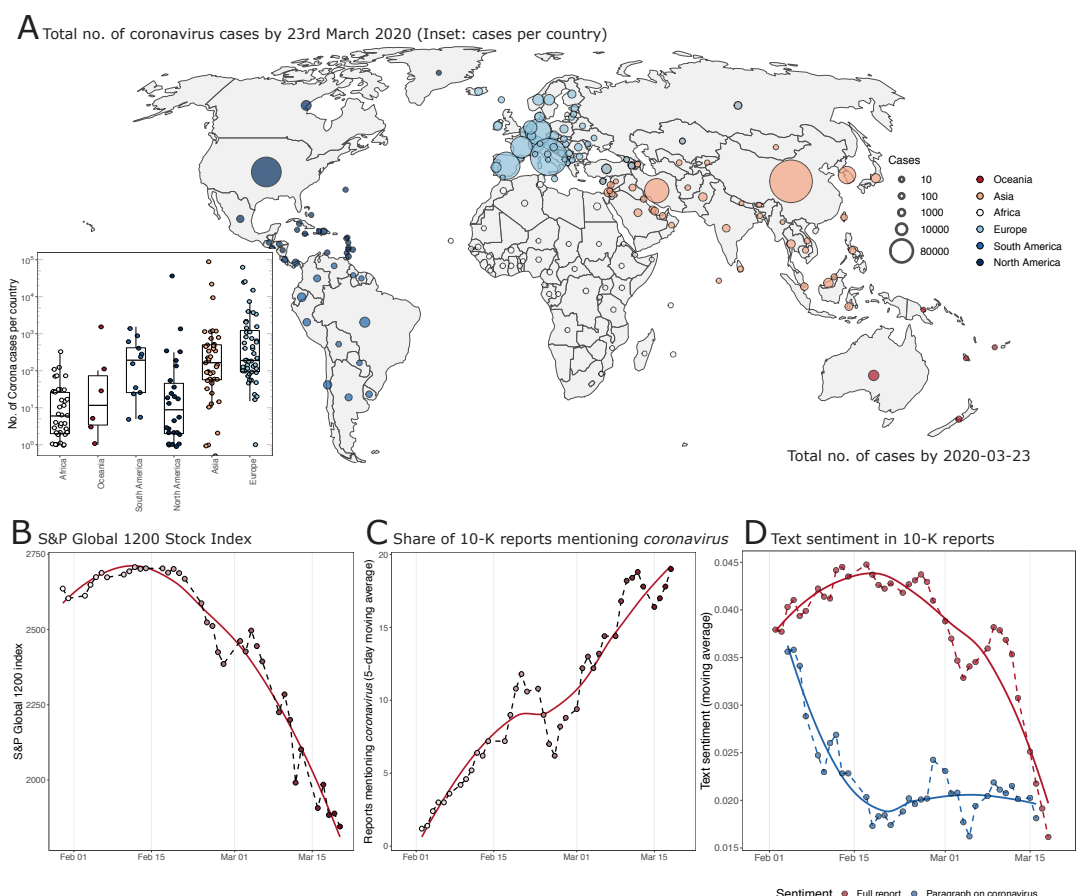 A Total no. of coronavirus cases by 23rd March 2020 (Inset: cases per country)
Cases
10
100
1000
10000
80000
Oceania
Asia
Africa
Europe
South America
North America
No. of Corona cases per country
10⁵
10⁴
10³
10²
10¹
10⁰
Africa
Oceania
South America
North America
Asia
Europe
Total no. of cases by 2020-03-23
B S&P Global 1200 Stock Index
S&P Global 1200 index
2750
2500
2250
2000
Feb 01
Feb 15
Mar 01
Mar 15
C Share of 10-K reports mentioning coronavirus
Reports mentioning coronavirus (5-day moving average)
20
15
10
5
0
Feb 01
Feb 15
Mar 01
Mar 15
D Text sentiment in 10-K reports
Text sentiment (moving average)
0.045
0.040
0.035
0.030
0.025
0.020
0.015
Feb 01
Feb 15
Mar 01
Mar 15
Sentiment Full report Paragraph on coronavirus